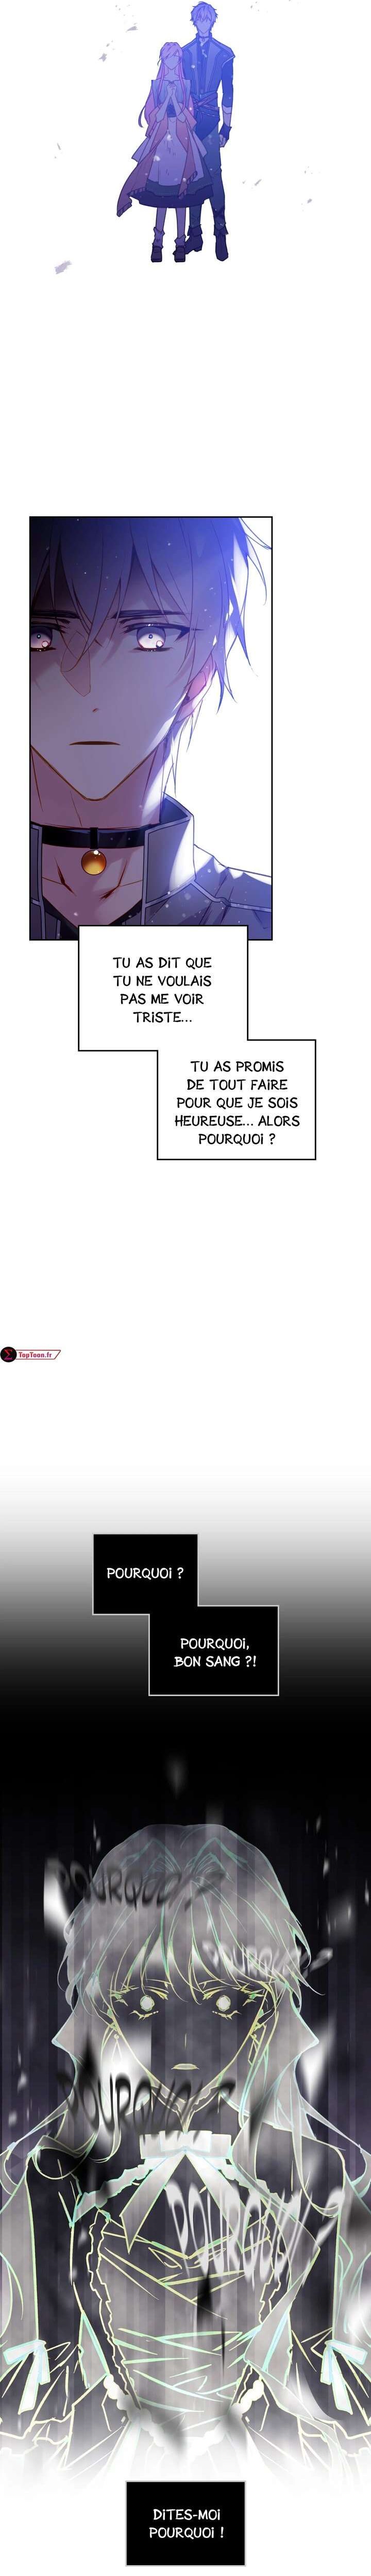 TU AS DIT QUE
TU NE VOULAIS
PAS ME VOIR
TRISTE...
TU AS PROMIS
DE TOUT FAIRE
POUR QUE JE SOIS
HEUREUSE... ALORS
POURQUOI ?
TopToon.fr
POURQUOI ?
POURQUOI,
BON SANG ?!
POURQUOI ?
POURQUOI ?
POURQUOI ?
POURQUOI ?
DITES-MOI
POURQUOI !